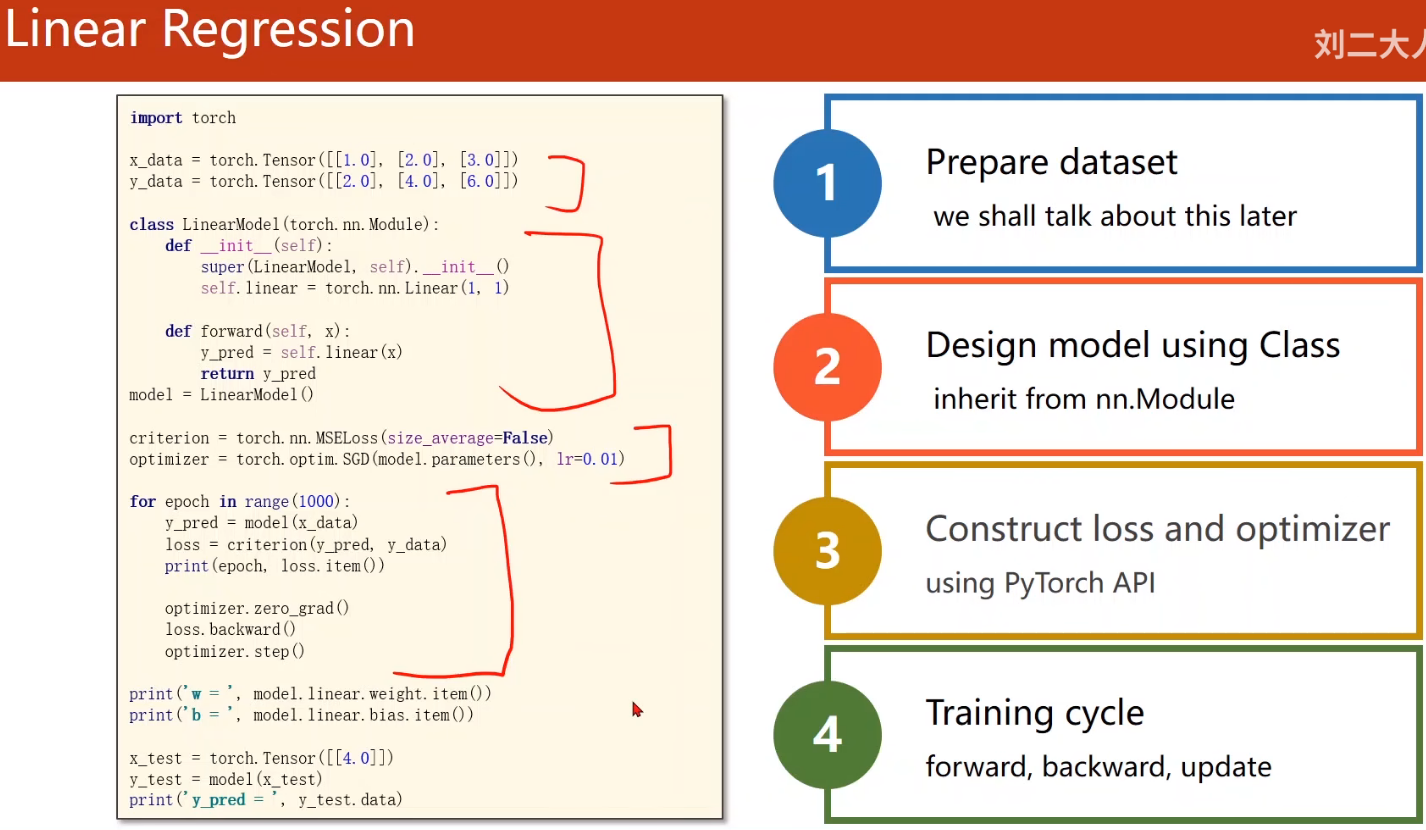 Linear Regression
刘二大人
import torch
x_data = torch.Tensor([[1.0], [2.0], [3.0]])
y_data = torch.Tensor([[2.0], [4.0], [6.0]])
class LinearModel(torch.nn.Module):
    def __init__(self):
        super(LinearModel, self).__init__()
        self.linear = torch.nn.Linear(1, 1)
    def forward(self, x):
        y_pred = self.linear(x)
        return y_pred
model = LinearModel()
criterion = torch.nn.MSELoss(size_average=False)
optimizer = torch.optim.SGD(model.parameters(), lr=0.01)
for epoch in range(1000):
    y_pred = model(x_data)
    loss = criterion(y_pred, y_data)
    print(epoch, loss.item())
    optimizer.zero_grad()
    loss.backward()
    optimizer.step()
print('w = ', model.linear.weight.item())
print('b = ', model.linear.bias.item())
x_test = torch.Tensor([[4.0]])
y_test = model(x_test)
print('y_pred = ', y_test.data)
1
Prepare dataset
we shall talk about this later
2
Design model using Class
inherit from nn.Module
3
Construct loss and optimizer
using PyTorch API
4
Training cycle
forward, backward, update